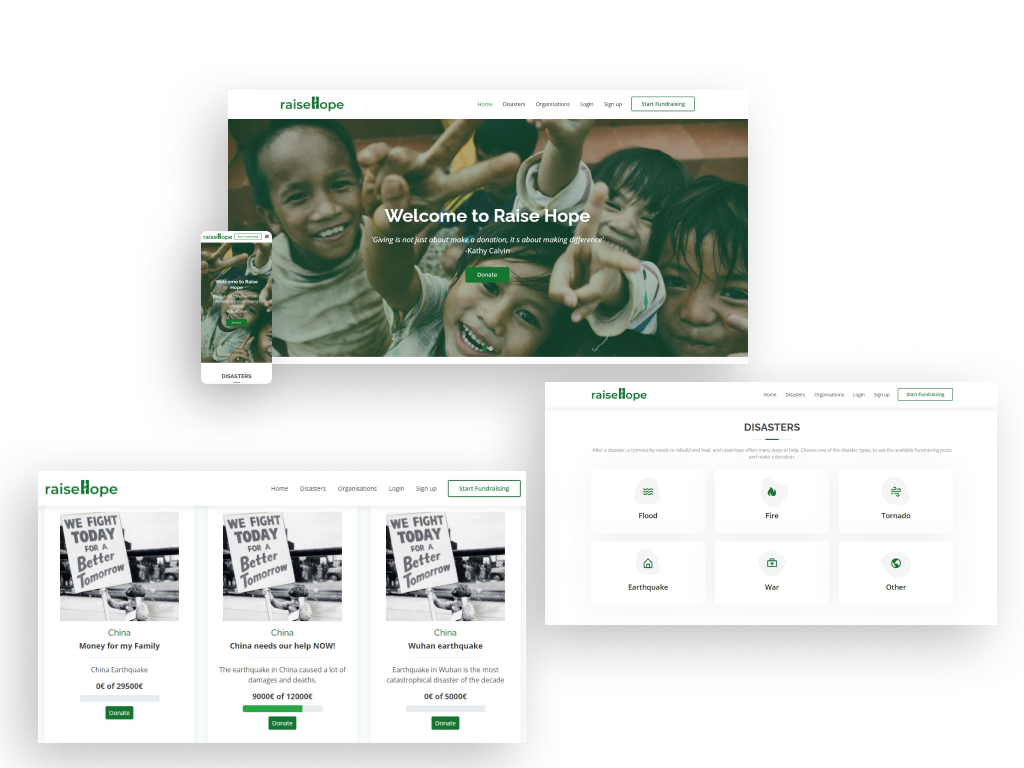 raiseHope
Home Disasters Organisations Login Sign up Start Fundraising
Welcome to Raise Hope
'Giving is not just about make a donation, it s about making difference'
-Kathy Calvin
Donate
raiseHope
Start Fundraising
Welcome to Raise
Hope
Donate
DISASTERS
raiseHope
Home Disasters Organisations Login Sign up Start Fundraising
DISASTERS
After a disaster, a community needs to rebuild and heal, and raiseHope offers many ways to help. Choose one of the disaster types, to see the available fundraising posts
and make a donation.
Flood Fire Tornado
Earthquake War Other
raiseHope
Home Disasters Organisations Login Sign up Start Fundraising
WE FIGHT
TODAY
FOR A
Better
Tomorrow
China
Money for my Family
China Earthquake
0€ of 29500€
Donate
WE FIGHT
TODAY
FOR A
Better
Tomorrow
China
China needs our help NOW!
The earthquake in China caused a lot of
damages and deaths.
9000€ of 12000€
Donate
WE FIGHT
TODAY
FOR A
Better
Tomorrow
China
Wuhan earthquake
Earthquake in Wuhan is the most
catastrophical disaster of the decade
0€ of 5000€
Donate